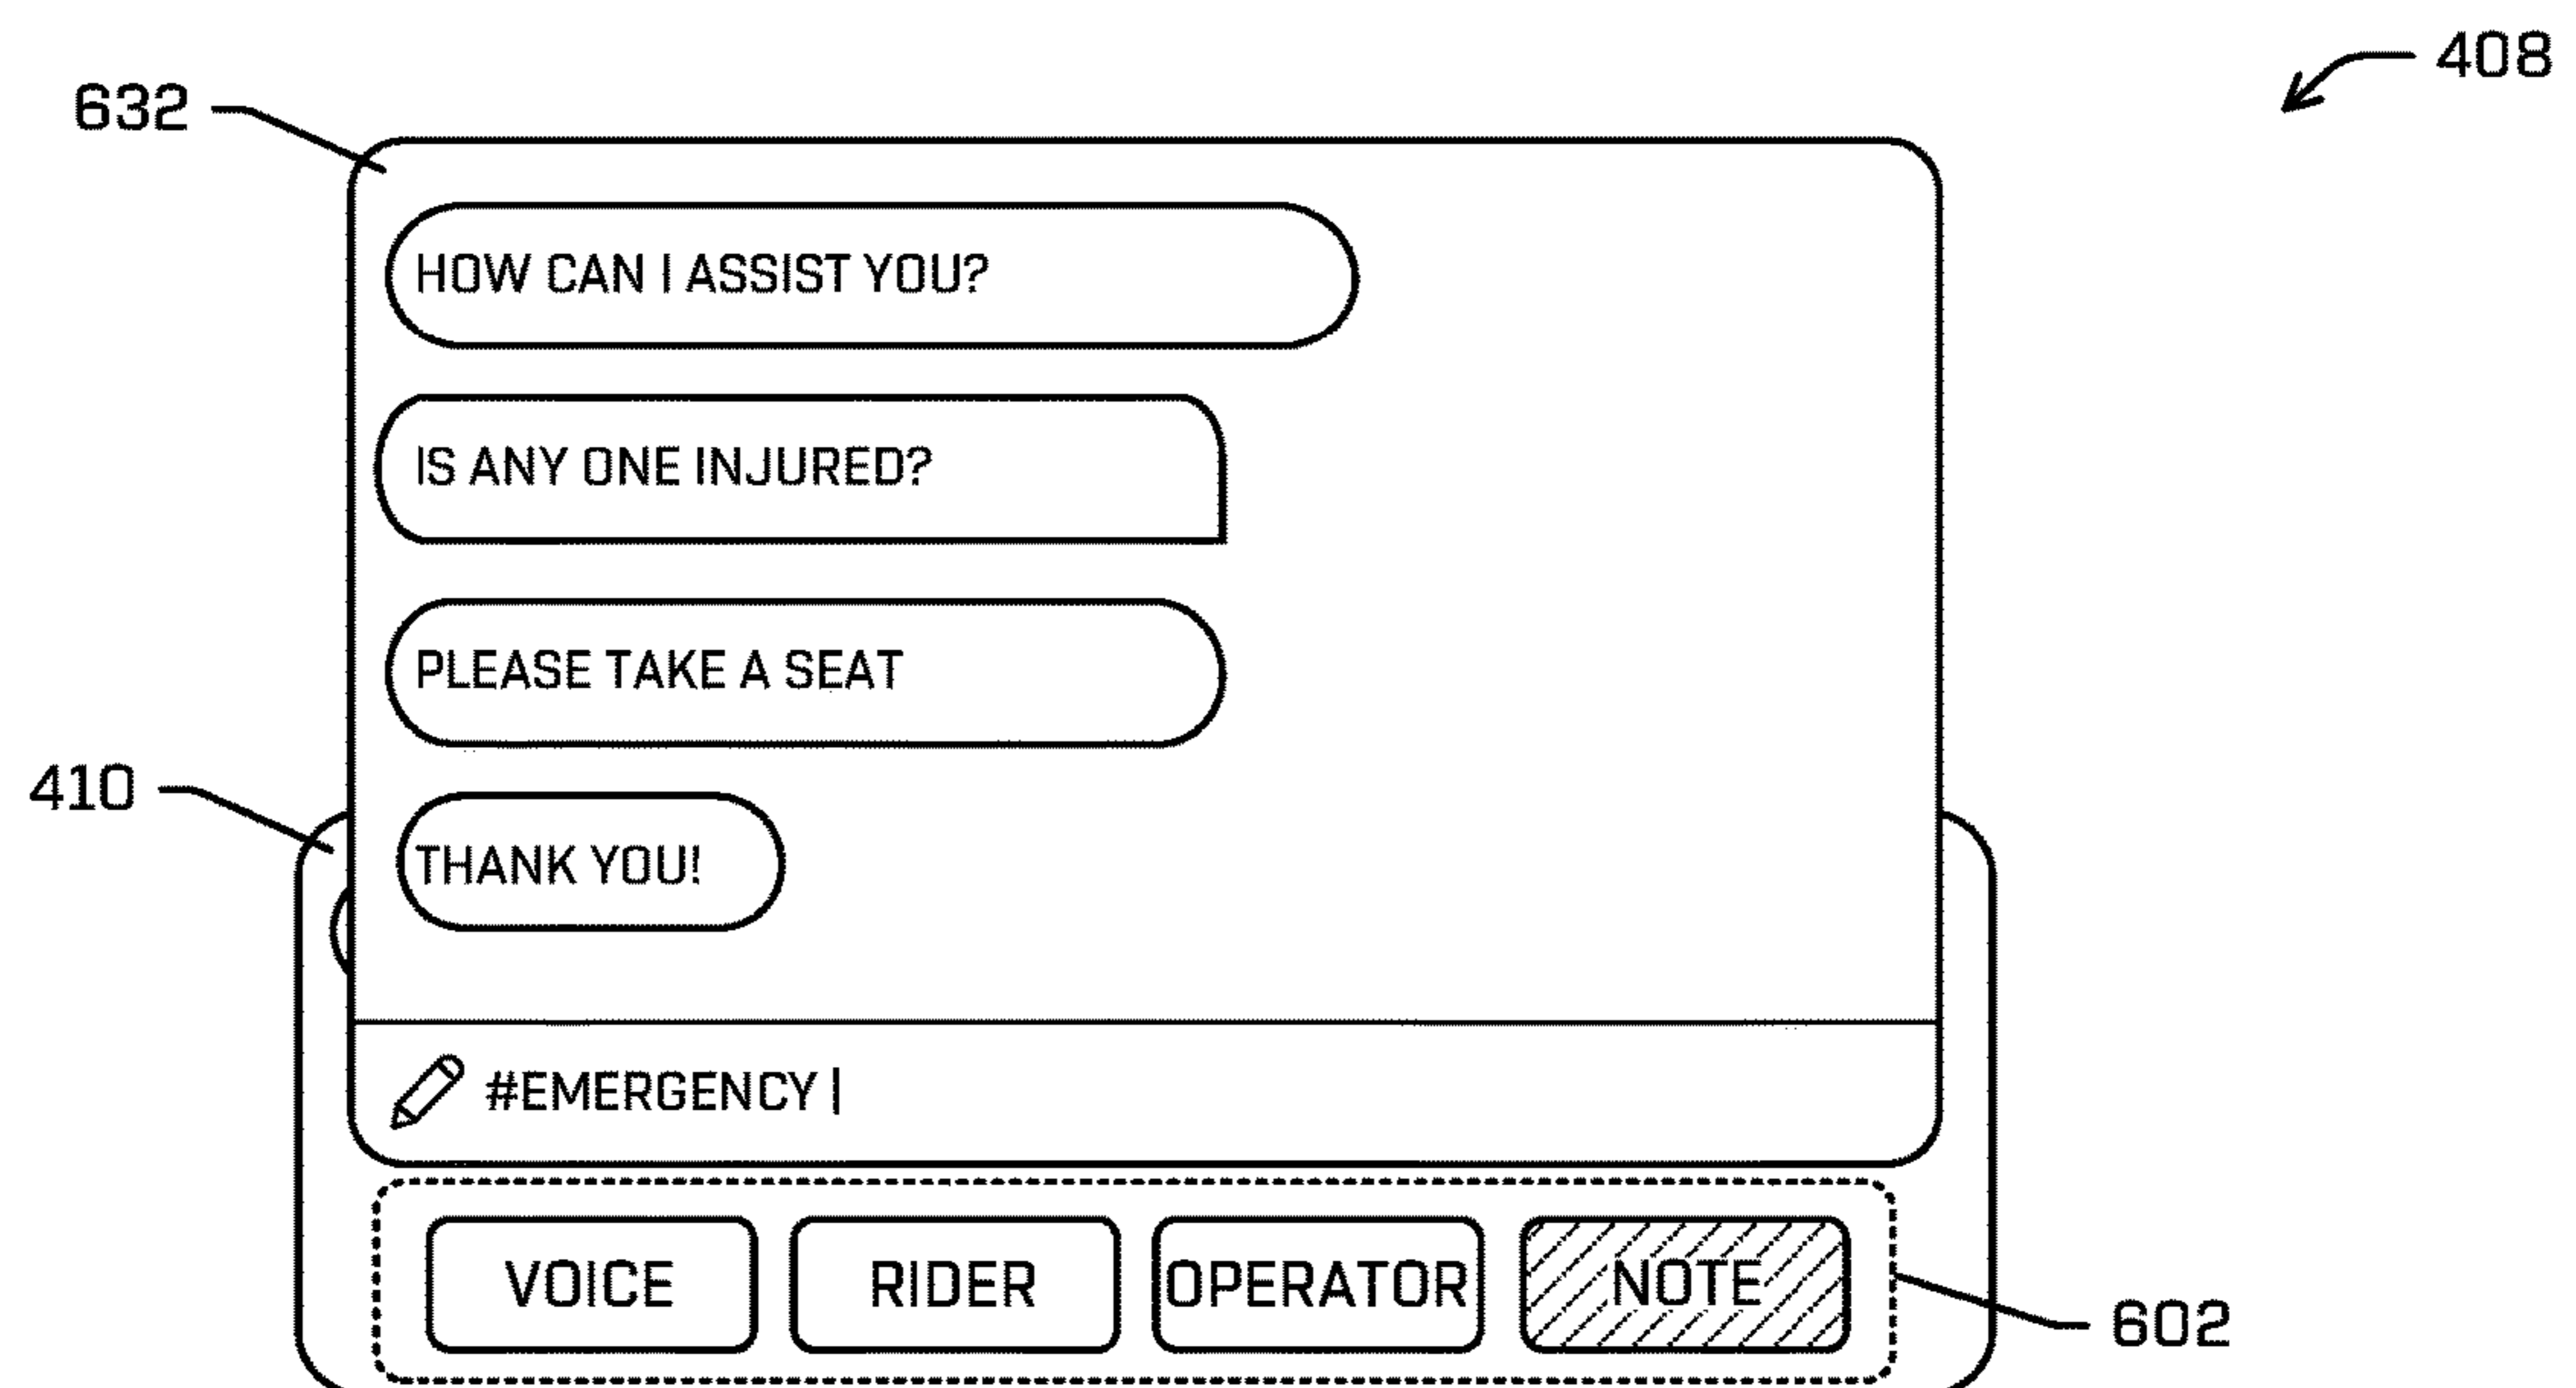 408
632
HOW CAN I ASSIST YOU?
IS ANY ONE INJURED?
PLEASE TAKE A SEAT
410
THANK YOU!
#EMERGENCY |
VOICE RIDER OPERATOR NOTE
602